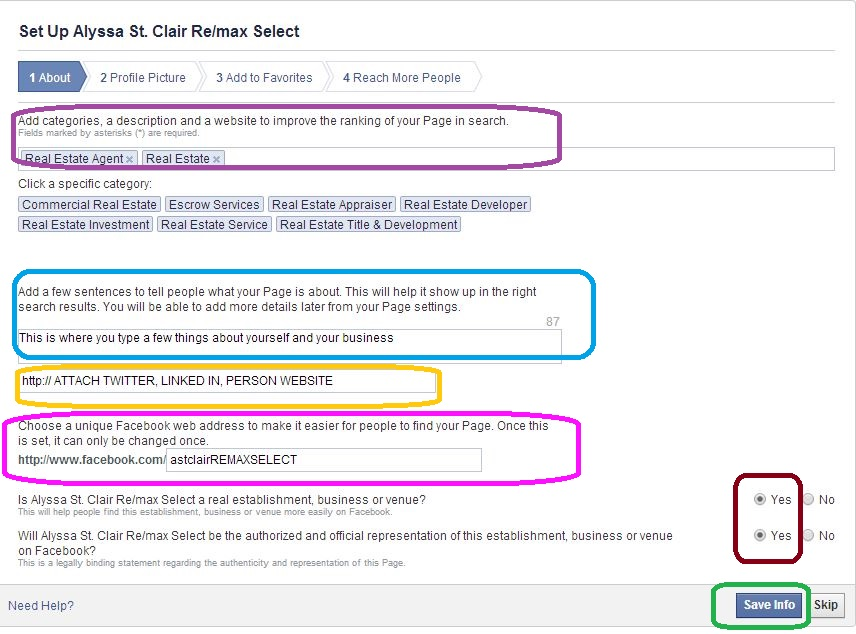 Set Up Alyssa St. Clair Re/max Select
1 About 2 Profile Picture 3 Add to Favorites 4 Reach More People
Add categories, a description and a website to improve the ranking of your Page in search.
Fields marked by asterisks (*) are required.
Real Estate Agent × Real Estate ×
Click a specific category:
Commercial Real Estate Escrow Services Real Estate Appraiser Real Estate Developer
Real Estate Investment Real Estate Service Real Estate Title & Development
Add a few sentences to tell people what your Page is about. This will help it show up in the right
search results. You will be able to add more details later from your Page settings.
87
This is where you type a few things about yourself and your business
http:// ATTACH TWITTER, LINKED IN, PERSON WEBSITE
Choose a unique Facebook web address to make it easier for people to find your Page. Once this
is set, it can only be changed once.
http://www.facebook.com/ astclairREMAXSELECT
Is Alyssa St. Clair Re/max Select a real establishment, business or venue? Yes No
This will help people find this establishment, business or venue more easily on Facebook.
Will Alyssa St. Clair Re/max Select be the authorized and official representation of this establishment, business or venue Yes No
on Facebook?
This is a legally binding statement regarding the authenticity and representation of this Page.
Need Help? Save Info Skip